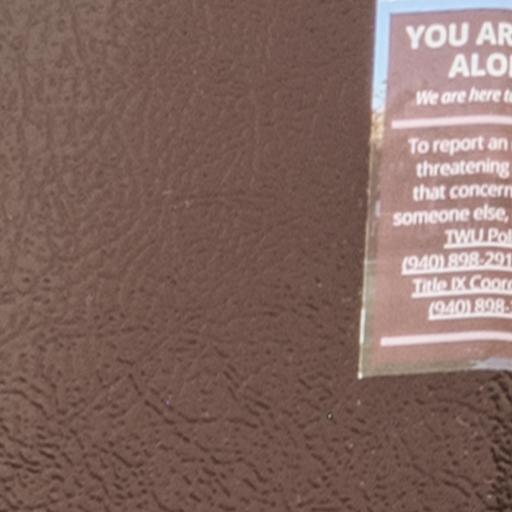 YOU AR
ALO
We are here t
To report an
threatening
that concern
someone else,
TWU Pol
(940) 898-291
Title IX Coor
(940) 898-